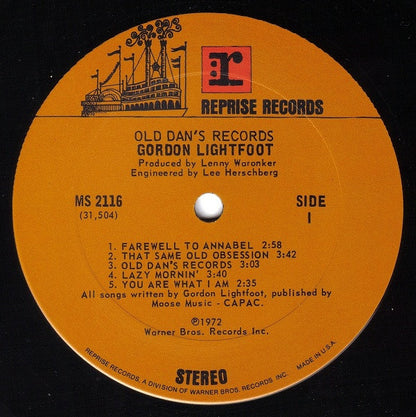 r:
REPRISE RECORDS
OLD DAN'S RECORDS
GORDON LIGHTFOOT
Produced by Lenny Waronker
Engineered by Lee Herschberg
MS 2116
(31,504)
SIDE
1
1. FAREWELL TO ANNABEL 2:58
2. THAT SAME OLD OBSESSION 3:42
3. OLD DAN'S RECORDS 3:03
4. LAZY MORNIN' 3:40
5. YOU ARE WHAT I AM 2:35
All songs written by Gordon Lightfoot, published by
Moose Music - CAPAC.
℗1972
Warner Bros. Records Inc.
STEREO
REPRISE RECORDS, A DIVISION OF WARNER BROS. RECORDS INC.
MADE IN U.S.A.